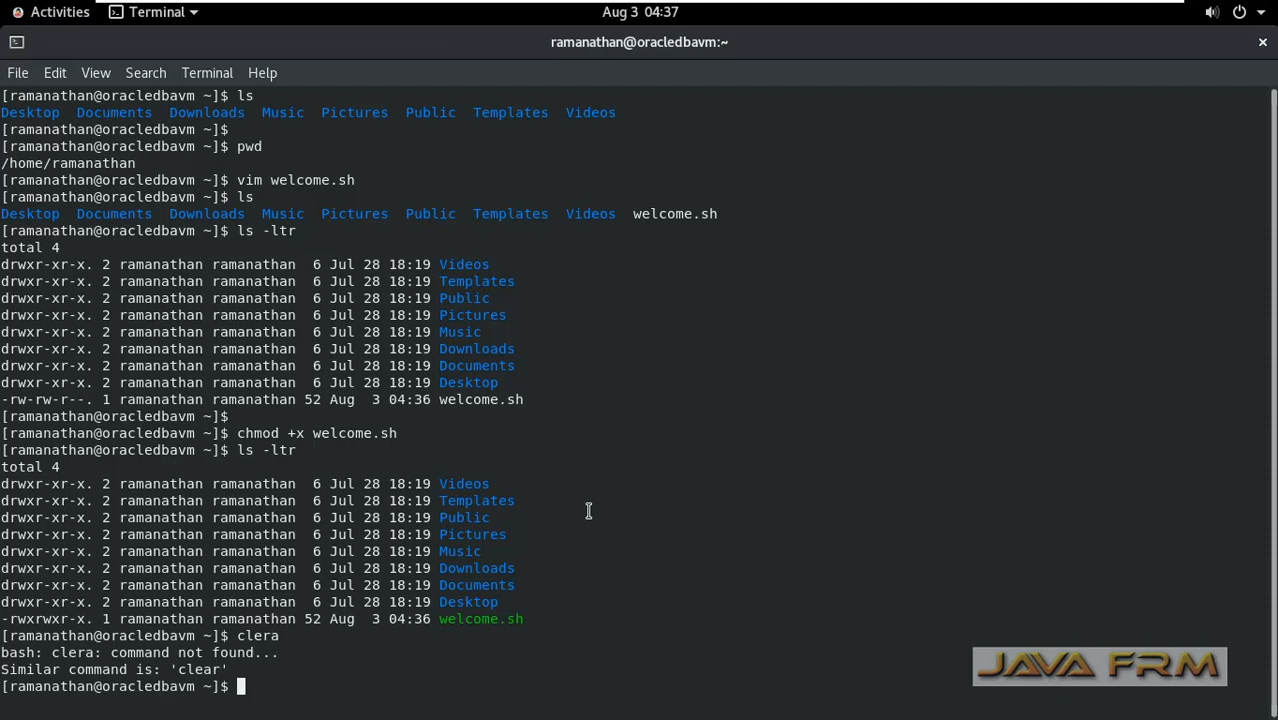 Activities Terminal Aug 3 04:37
ramanathan@oracledbavm:~
File Edit View Search Terminal Help
[ramanathan@oracledbavm ~]$ ls
Desktop Documents Downloads Music Pictures Public Templates Videos
[ramanathan@oracledbavm ~]$
[ramanathan@oracledbavm ~]$ pwd
/home/ramanathan
[ramanathan@oracledbavm ~]$ vim welcome.sh
[ramanathan@oracledbavm ~]$ ls
Desktop Documents Downloads Music Pictures Public Templates Videos welcome.sh
[ramanathan@oracledbavm ~]$ ls -ltr
total 4
drwxr-xr-x. 2 ramanathan ramanathan  6 Jul 28 18:19 Videos
drwxr-xr-x. 2 ramanathan ramanathan  6 Jul 28 18:19 Templates
drwxr-xr-x. 2 ramanathan ramanathan  6 Jul 28 18:19 Public
drwxr-xr-x. 2 ramanathan ramanathan  6 Jul 28 18:19 Pictures
drwxr-xr-x. 2 ramanathan ramanathan  6 Jul 28 18:19 Music
drwxr-xr-x. 2 ramanathan ramanathan  6 Jul 28 18:19 Downloads
drwxr-xr-x. 2 ramanathan ramanathan  6 Jul 28 18:19 Documents
drwxr-xr-x. 2 ramanathan ramanathan  6 Jul 28 18:19 Desktop
-rw-rw-r--. 1 ramanathan ramanathan 52 Aug  3 04:36 welcome.sh
[ramanathan@oracledbavm ~]$
[ramanathan@oracledbavm ~]$ chmod +x welcome.sh
[ramanathan@oracledbavm ~]$ ls -ltr
total 4
drwxr-xr-x. 2 ramanathan ramanathan  6 Jul 28 18:19 Videos
drwxr-xr-x. 2 ramanathan ramanathan  6 Jul 28 18:19 Templates
drwxr-xr-x. 2 ramanathan ramanathan  6 Jul 28 18:19 Public
drwxr-xr-x. 2 ramanathan ramanathan  6 Jul 28 18:19 Pictures
drwxr-xr-x. 2 ramanathan ramanathan  6 Jul 28 18:19 Music
drwxr-xr-x. 2 ramanathan ramanathan  6 Jul 28 18:19 Downloads
drwxr-xr-x. 2 ramanathan ramanathan  6 Jul 28 18:19 Documents
drwxr-xr-x. 2 ramanathan ramanathan  6 Jul 28 18:19 Desktop
-rwxrwxr-x. 1 ramanathan ramanathan 52 Aug  3 04:36 welcome.sh
[ramanathan@oracledbavm ~]$ clera
bash: clera: command not found...
Similar command is: 'clear'
[ramanathan@oracledbavm ~]$
JAVA FRM